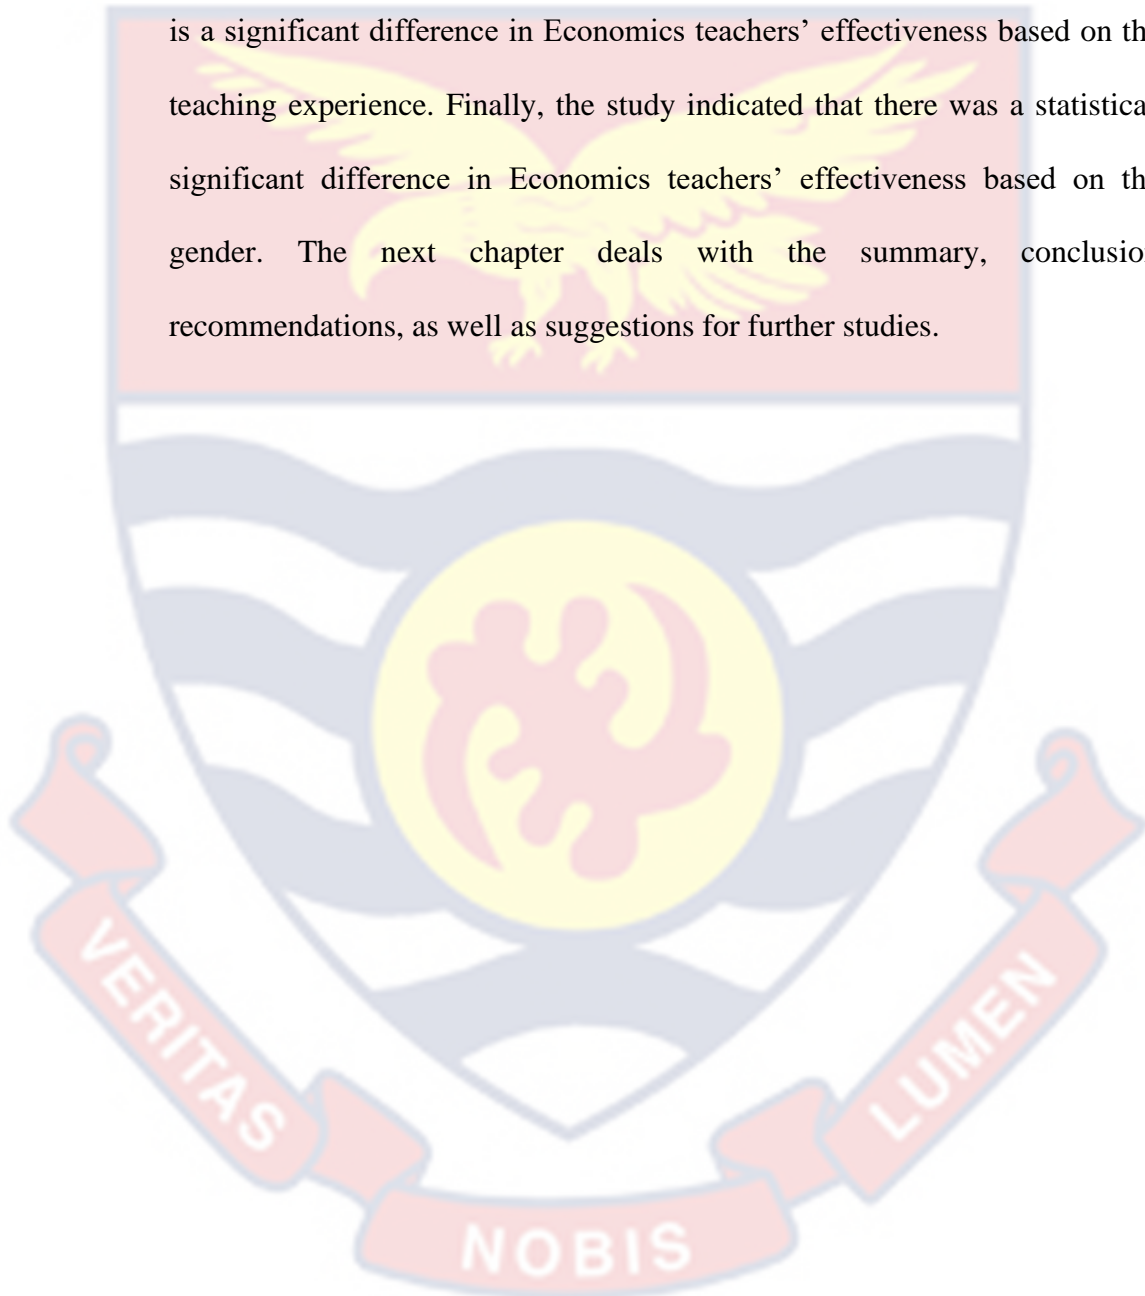 is a significant difference in Economics teachers’ effectiveness based on th
teaching experience. Finally, the study indicated that there was a statistica
significant difference in Economics teachers’ effectiveness based on th
gender. The next chapter deals with the summary, conclusio
recommendations, as well as suggestions for further studies.
VERITAS
NOBIS
LUMEN